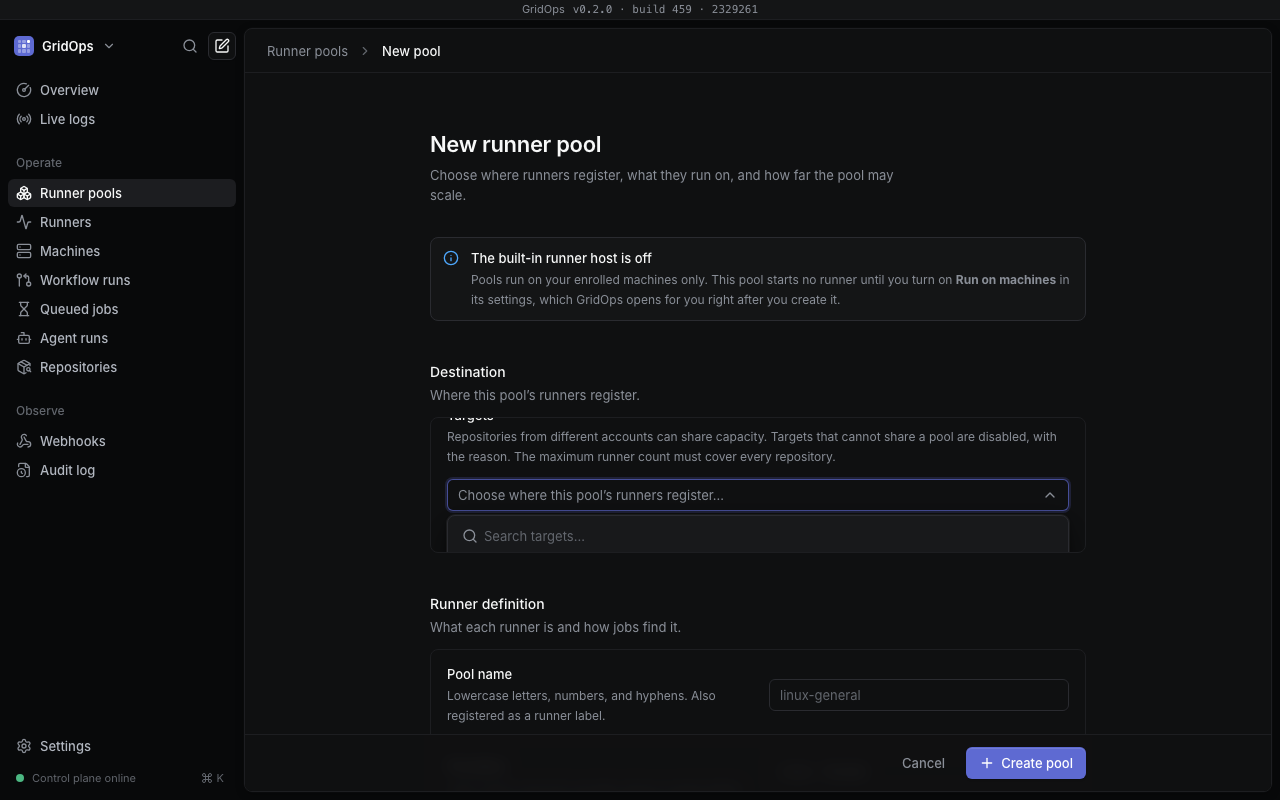 GridOps v0.2.0 · build 459 · 2329261
GridOps
Runner pools > New pool
Overview
Live logs
Operate
Runner pools
Runners
Machines
Workflow runs
Queued jobs
Agent runs
Repositories
Observe
Webhooks
Audit log
Settings
Control plane online ⌘ K
New runner pool
Choose where runners register, what they run on, and how far the pool may
scale.
The built-in runner host is off
Pools run on your enrolled machines only. This pool starts no runner until you turn on Run on machines in
its settings, which GridOps opens for you right after you create it.
Destination
Where this pool’s runners register.
Targets
Repositories from different accounts can share capacity. Targets that cannot share a pool are disabled, with
the reason. The maximum runner count must cover every repository.
Choose where this pool’s runners register…
Search targets…
Runner definition
What each runner is and how jobs find it.
Pool name
Lowercase letters, numbers, and hyphens. Also
registered as a runner label.
linux-general
Cancel
Create pool